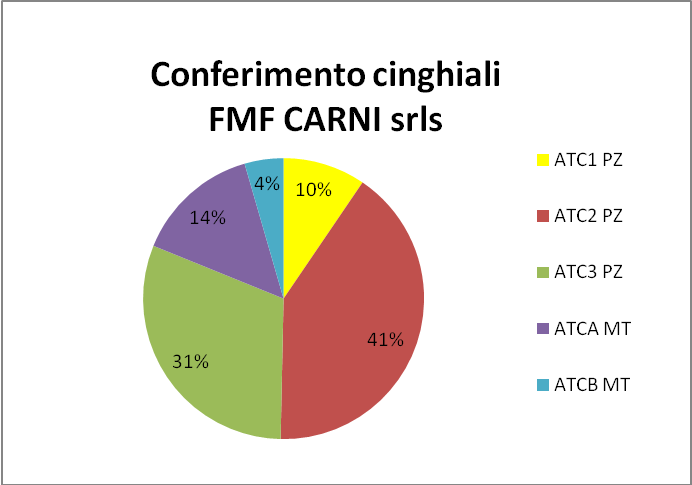 Conferimento cinghiali
FMF CARNI srls
4%
10%
14%
41%
31%
ATC1 PZ
ATC2 PZ
ATC3 PZ
ATCA MT
ATCB MT